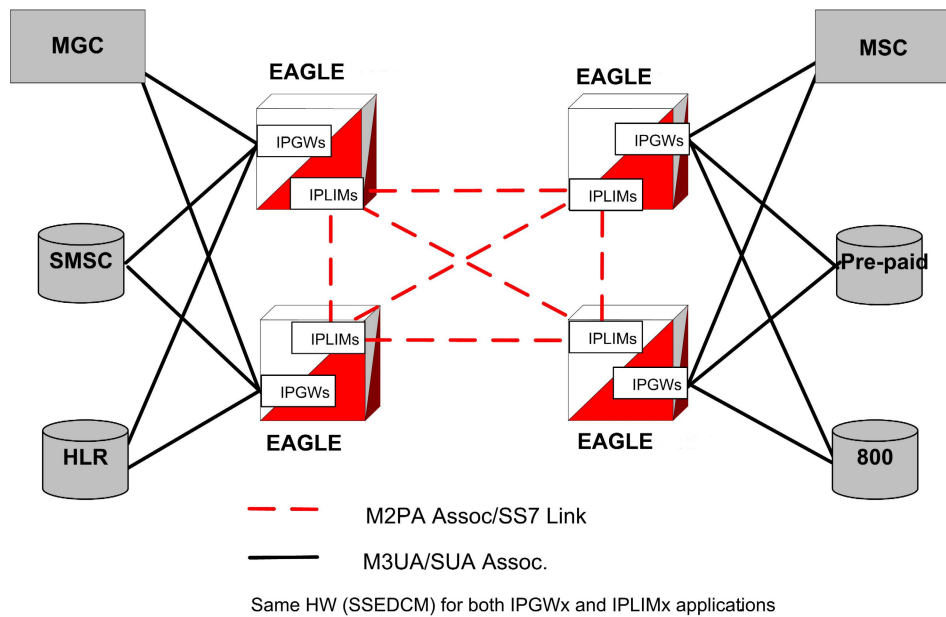 MGC
MSC
EAGLE
EAGLE
IPGWs
IPGWs
IPLIMs
IPLIMs
SMSC
Pre-paid
IPLIMs
IPLIMs
IPGWs
IPGWs
EAGLE
EAGLE
HLR
800
M2PA Assoc/SS7 Link
M3UA/SUA Assoc.
Same HW (SSEDCM) for both IPGWx and IPLIMx applications